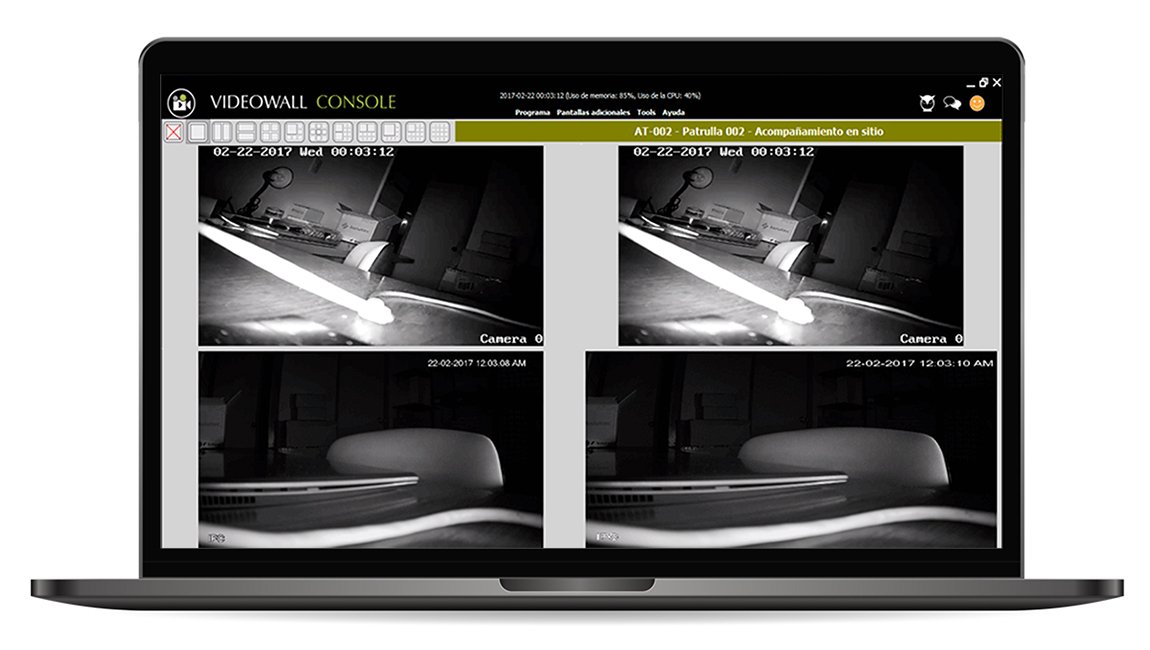 VIDEOWALL CONSOLE
2017-02-22 00:03:12 (Uso de memoria: 85%, Uso de la CPU: 40%)
Programa Pantallas adicionales Tools Ayuda
AT-002 - Patrulla 002 - Acompañamiento en sitio
02-22-2017 Wed 00:03:12
02-22-2017 Wed 00:03:12
Camera 0
Camera 0
22-02-2017 12:03:08 AM
22-02-2017 12:03:10 AM